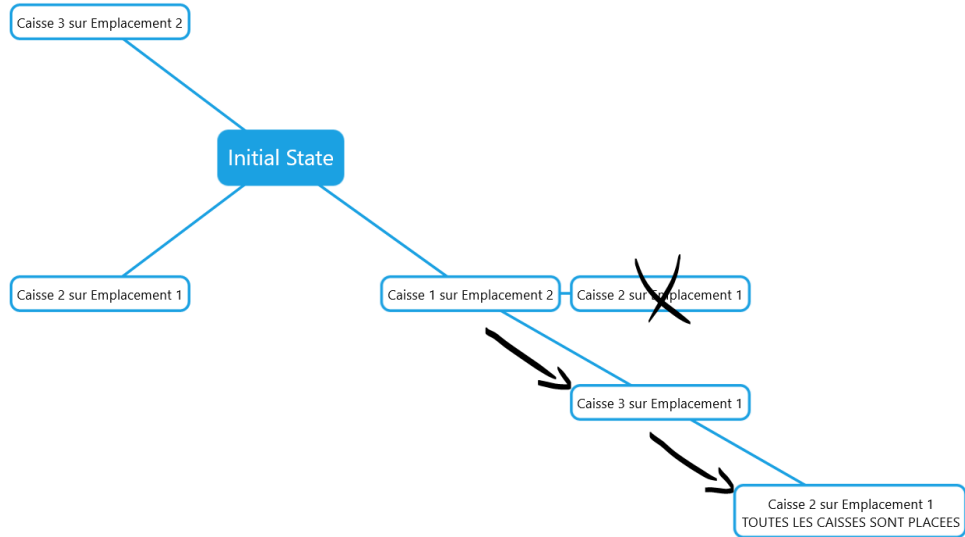 Caisse 3 sur Emplacement 2
Initial State
Caisse 2 sur Emplacement 1
Caisse 1 sur Emplacement 2
Caisse 2 sur Emplacement 1
Caisse 3 sur Emplacement 1
Caisse 2 sur Emplacement 1
TOUTES LES CAISSES SONT PLACEES